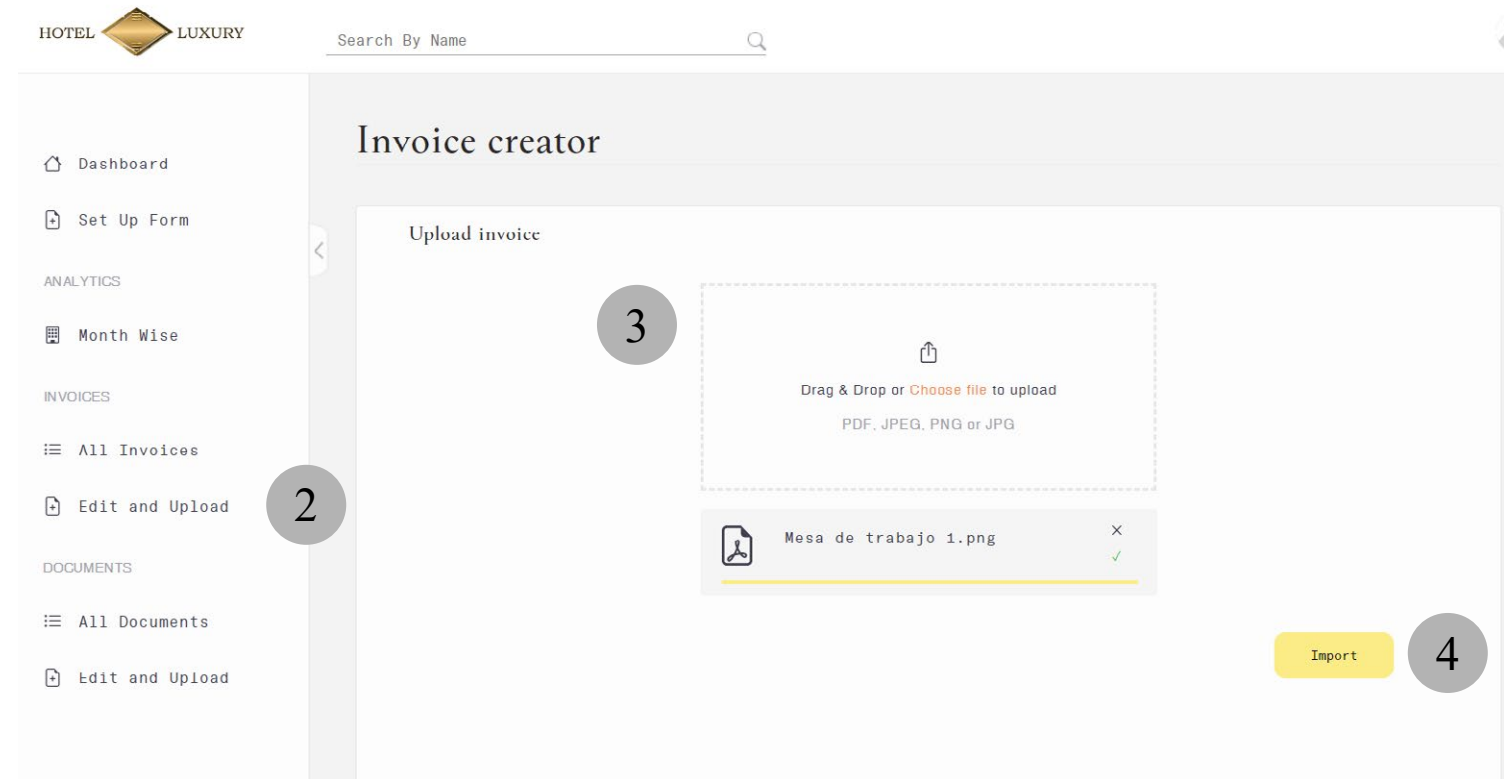 HOTEL LUXURY
Search By Name
Invoice creator
Dashboard
Set Up Form
Upload invoice
ANALYTICS
3
Month Wise
Drag & Drop or Choose file to upload
INVOICES
PDF, JPEG, PNG or JPG
All Invoices
Edit and Upload
2
Mesa de trabajo 1.png
DOCUMENTS
All Documents
Import
4
Edit and Upload